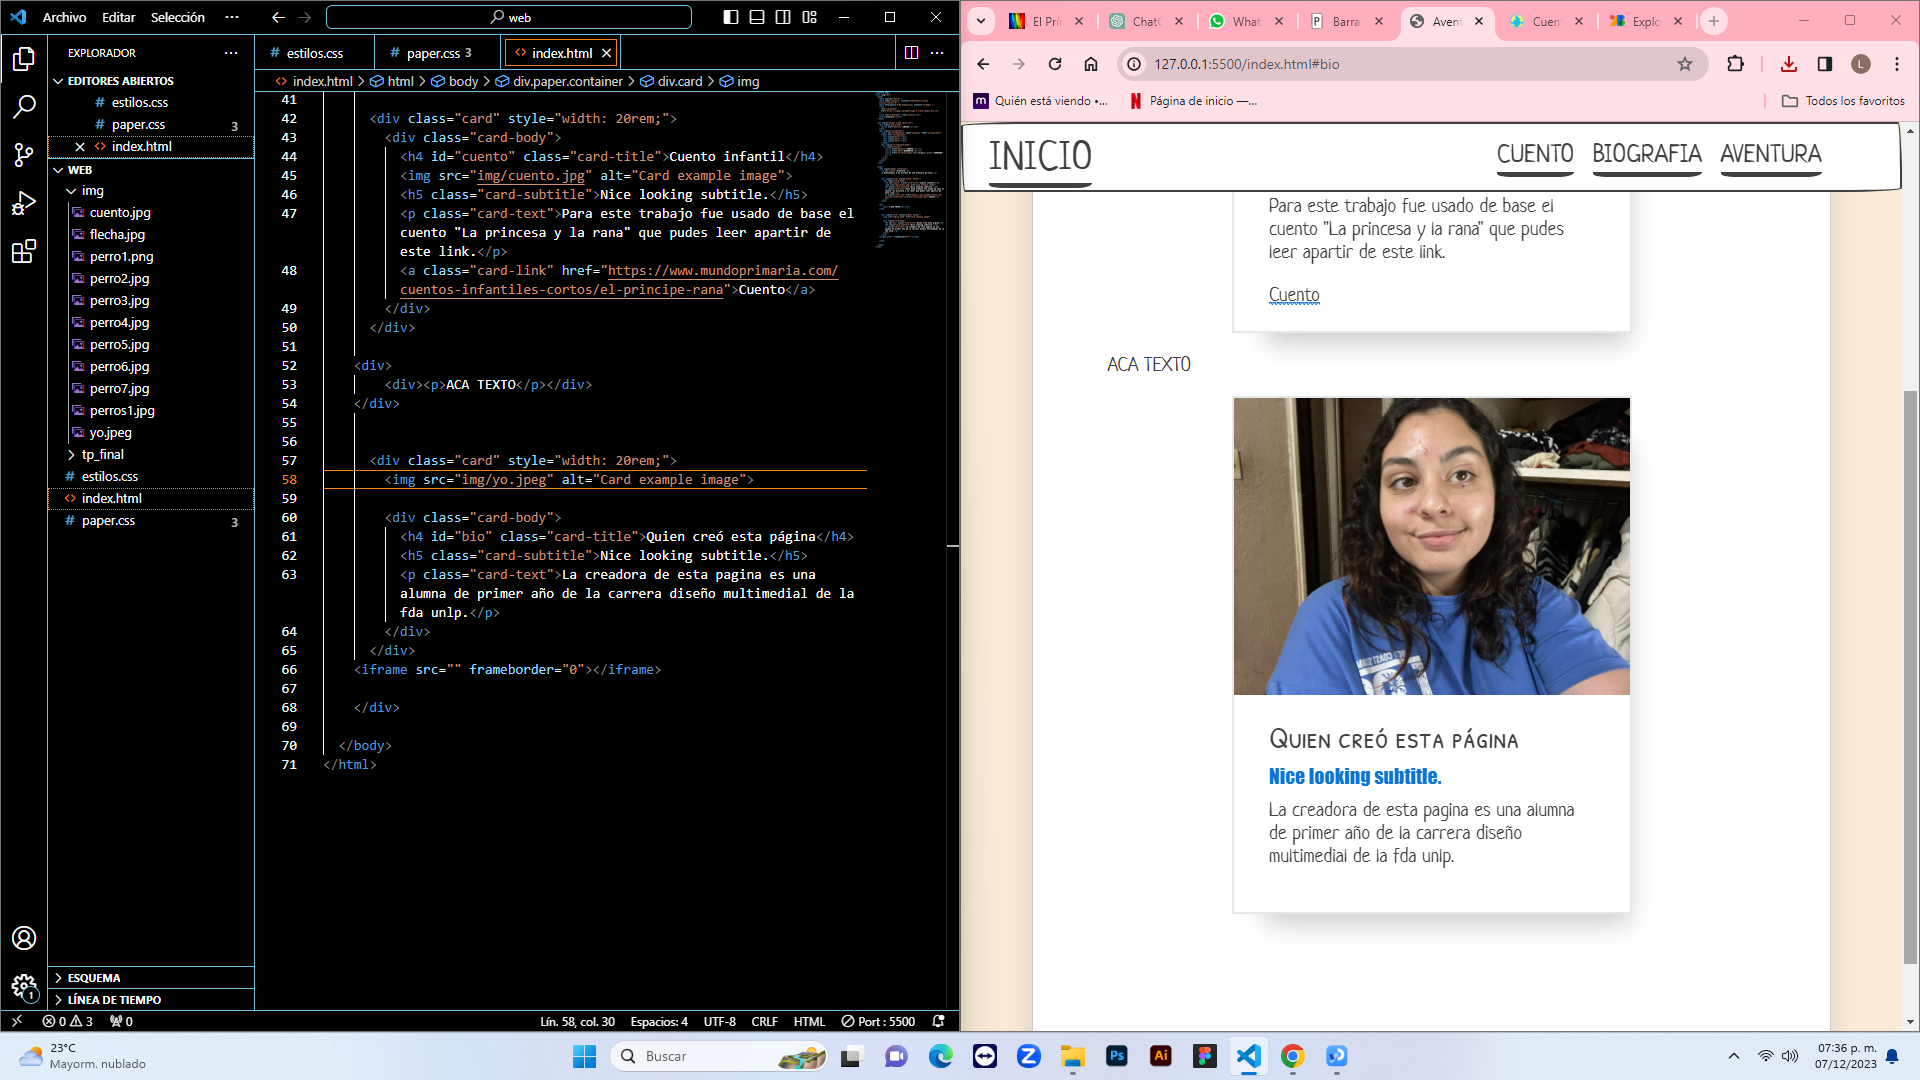 Archivo Editar Selección ···
web
EXPLORADOR ···
EDITORES ABIERTOS
# estilos.css
# paper.css 3
<> index.html
WEB
img
cuento.jpg
flecha.jpg
perro1.png
perro2.jpg
perro3.jpg
perro4.jpg
perro5.jpg
perro6.jpg
perro7.jpg
perros1.jpg
yo.jpeg
tp_final
# estilos.css
<> index.html
# paper.css 3
ESQUEMA
LÍNEA DE TIEMPO
# estilos.css # paper.css 3 <> index.html
<> index.html > html > body > div.paper.container > div.card > img
41
42 <div class="card" style="width: 20rem;">
43 <div class="card-body">
44 <h4 id="cuento" class="card-title">Cuento infantil</h4>
45 <img src="img/cuento.jpg" alt="Card example image">
46 <h5 class="card-subtitle">Nice looking subtitle.</h5>
47 <p class="card-text">Para este trabajo fue usado de base el
cuento "La princesa y la rana" que pudes leer apartir de
este link.</p>
48 <a class="card-link" href="https://www.mundoprimaria.com/
cuentos-infantiles-cortos/el-principe-rana">Cuento</a>
49 </div>
50 </div>
51
52 <div>
53 <div><p>ACA TEXTO</p></div>
54 </div>
55
56
57 <div class="card" style="width: 20rem;">
58 <img src="img/yo.jpeg" alt="Card example image">
59
60 <div class="card-body">
61 <h4 id="bio" class="card-title">Quien creó esta página</h4>
62 <h5 class="card-subtitle">Nice looking subtitle.</h5>
63 <p class="card-text">La creadora de esta pagina es una
alumna de primer año de la carrera diseño multimedial de la
fda unlp.</p>
64 </div>
65 </div>
66 <iframe src="" frameborder="0"></iframe>
67
68 </div>
69
70 </body>
71 </html>
0 3 0 Lín. 58, col. 30 Espacios: 4 UTF-8 CRLF HTML Port : 5500
El Prín ChatG What Barra Avent Cuen Explo
127.0.0.1:5500/index.html#bio L
Quién está viendo •... Página de inicio —... Todos los favoritos
INICIO CUENTO BIOGRAFIA AVENTURA
Para este trabajo fue usado de base el
cuento "La princesa y la rana" que pudes
leer apartir de este link.
Cuento
ACA TEXTO
Quien creó esta página
Nice looking subtitle.
La creadora de esta pagina es una alumna
de primer año de la carrera diseño
multimedial de la fda unlp.
23°C
Mayorm. nublado
Buscar
Ps
Ai
07:36 p. m.
07/12/2023